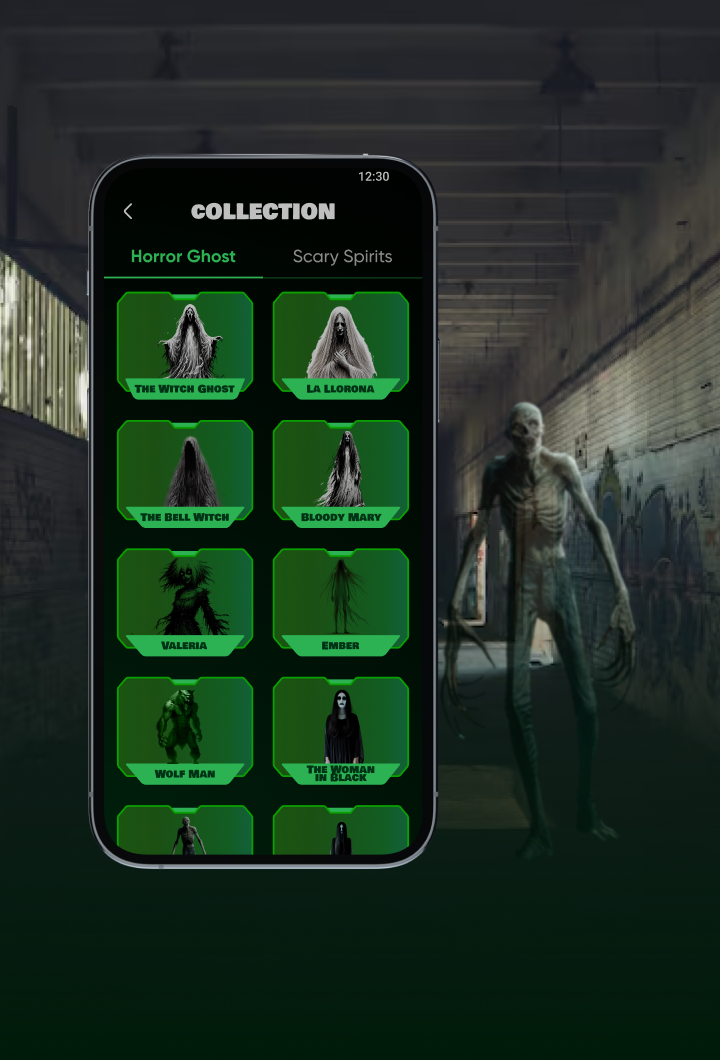 12:30
COLLECTION
Horror Ghost
Scary Spirits
The Witch Ghost
La Llorona
The Bell Witch
Bloody Mary
Valeria
Ember
Wolf Man
The Woman
in Black